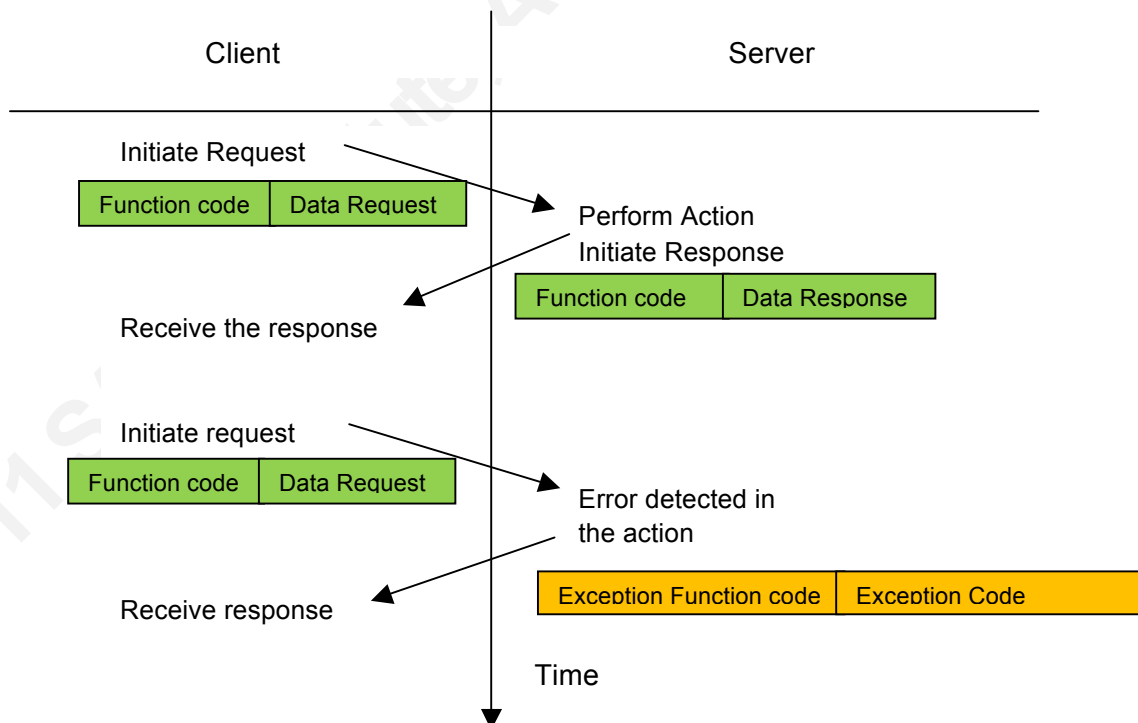 Client
Server
Initiate Request
Function code
Data Request
Perform Action
Initiate Response
Function code
Data Response
Receive the response
Initiate request
Function code
Data Request
Error detected in
the action
Exception Function code
Exception Code
Receive response
Time